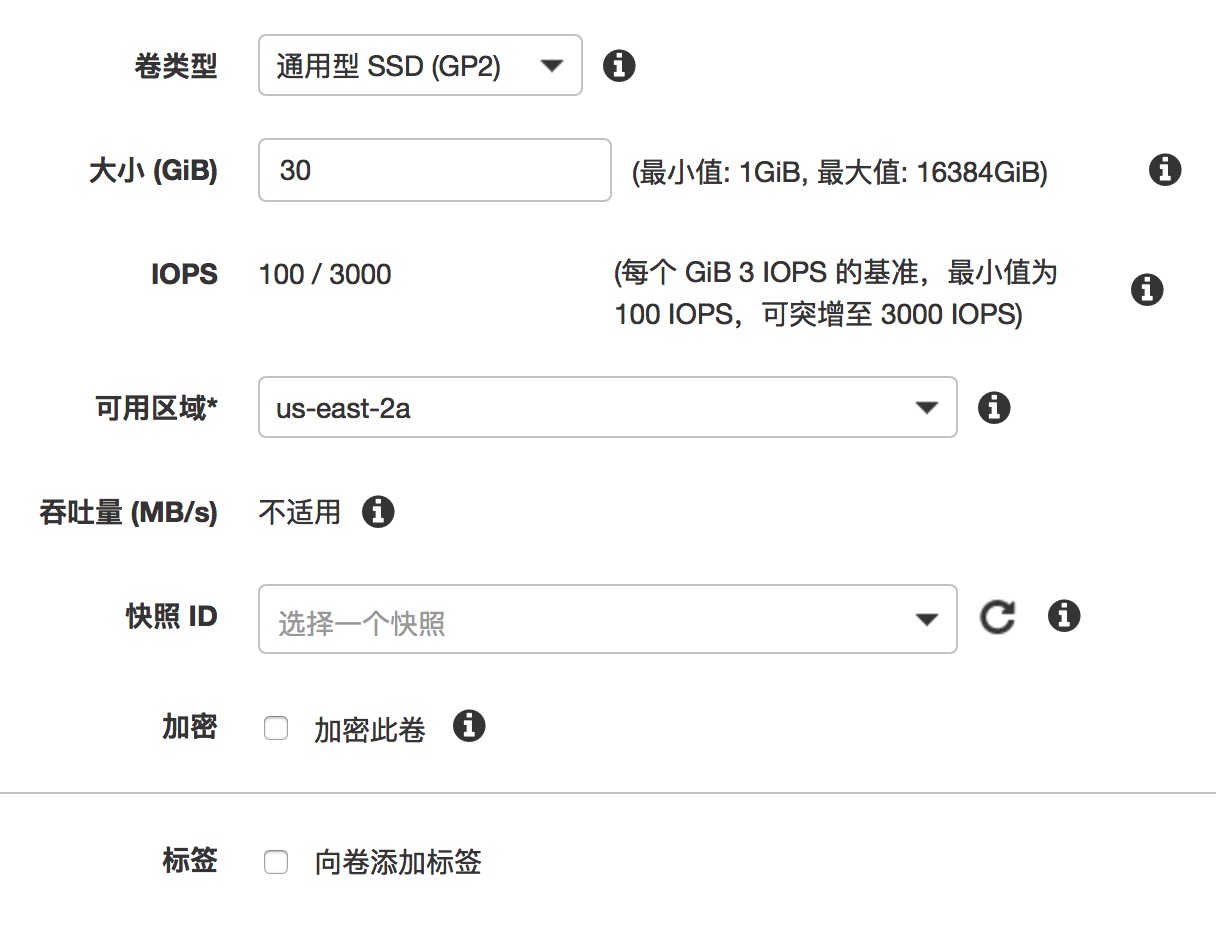 卷类型 通用型 SSD (GP2)
大小 (GiB) 30 (最小值: 1GiB, 最大值: 16384GiB)
IOPS 100 / 3000 (每个 GiB 3 IOPS 的基准，最小值为
100 IOPS，可突增至 3000 IOPS)
可用区域* us-east-2a
吞吐量 (MB/s) 不适用
快照 ID 选择一个快照
加密 加密此卷
标签 向卷添加标签